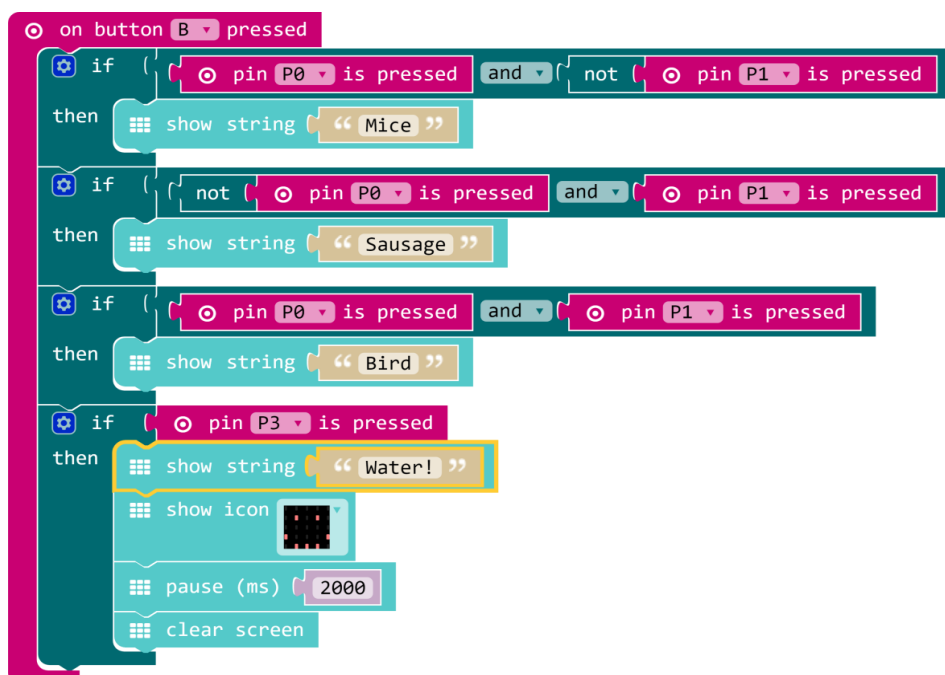 on button B pressed
if pin P0 is pressed and not pin P1 is pressed
then show string “ Mice ”
if not pin P0 is pressed and pin P1 is pressed
then show string “ Sausage ”
if pin P0 is pressed and pin P1 is pressed
then show string “ Bird ”
if pin P3 is pressed
then show string “ Water! ”
show icon
pause (ms) 2000
clear screen